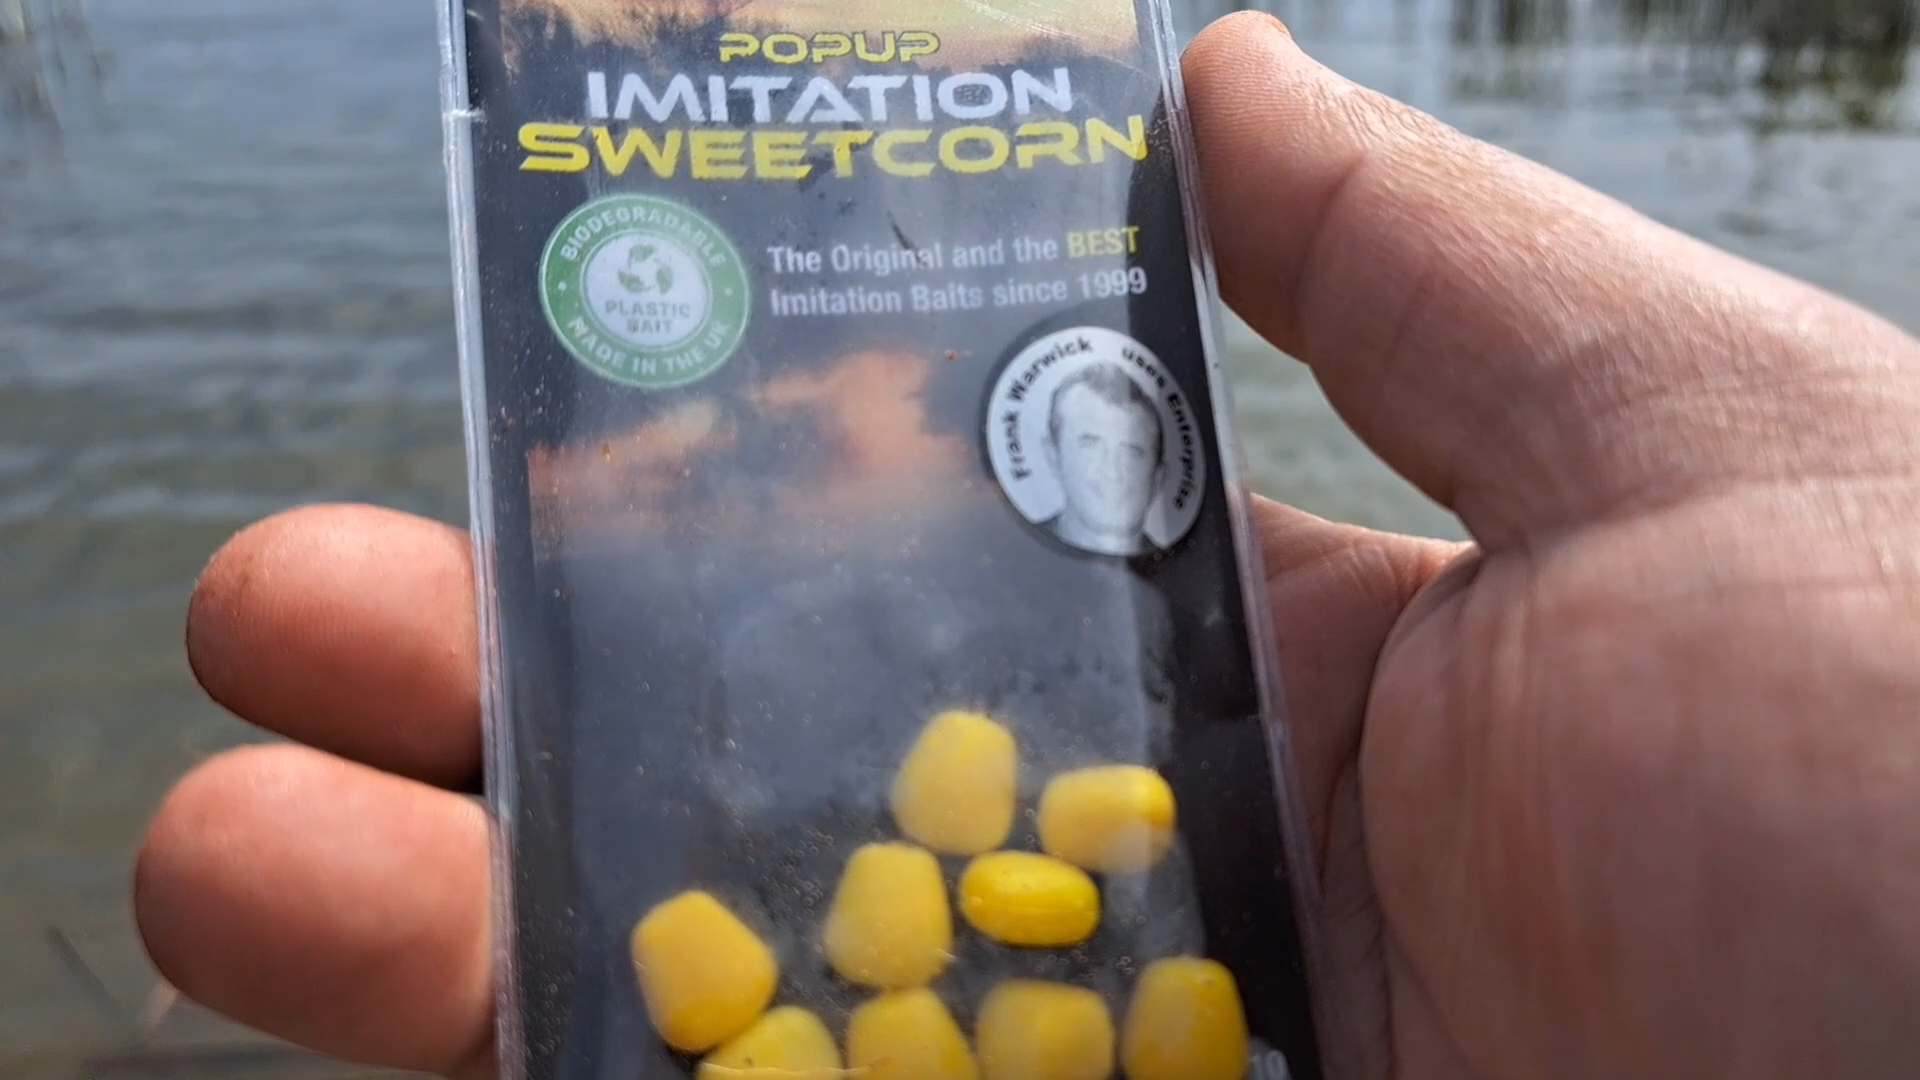 POPUP
IMITATION
SWEETCORN
BIODEGRADABLE
PLASTIC
BAIT
MADE IN THE UK
The Original and the BEST
Imitation Baits since 1999
Frank Warwick uses Enterprise
10